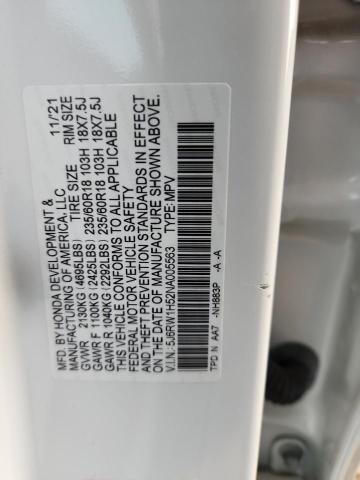 MFD. BY HONDA DEVELOPMENT & 11/21
MANUFACTURING OF AMERICA, LLC
TIRE SIZE RIM SIZE
GVWR 2130KG(4695LBS)
GAWR F 1100KG(2425LBS) 235/60R18 103H 18X7.5J
GAWR R 1040KG(2292LBS) 235/60R18 103H 18X7.5J
THIS VEHICLE CONFORMS TO ALL APPLICABLE
FEDERAL MOTOR VEHICLE SAFETY
AND THEFT PREVENTION STANDARDS IN EFFECT
ON THE DATE OF MANUFACTURE SHOWN ABOVE.
V.I.N.: 5J6RW1H52NA005563 TYPE: MPV
TPD N AA7 -NH883P -A -A